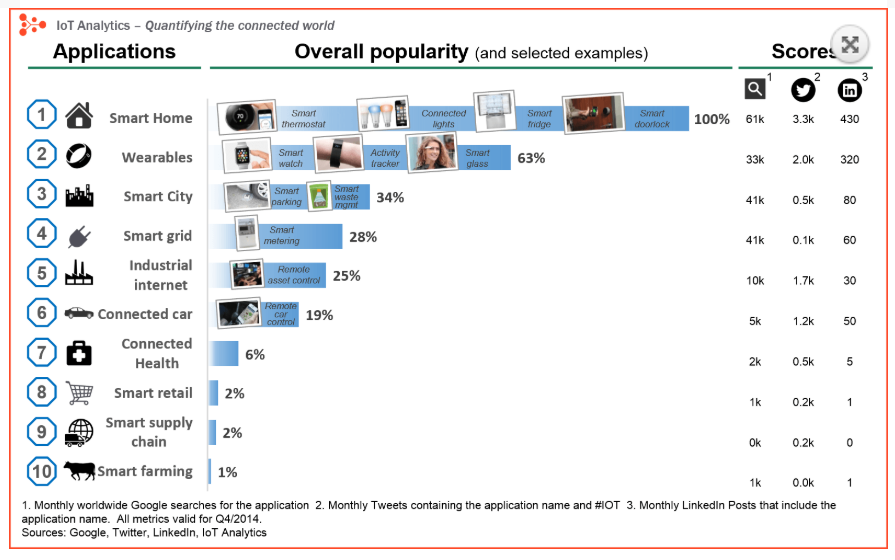 IoT Analytics – Quantifying the connected world
Applications
Overall popularity (and selected examples)
Scores
1 2 3
1 Smart Home Smart thermostat Connected lights Smart fridge Smart doorlock 100% 61k 3.3k 430
2 Wearables Smart watch Activity tracker Smart glass 63% 33k 2.0k 320
3 Smart City Smart parking Smart waste mgmt 34% 41k 0.5k 80
4 Smart grid Smart metering 28% 41k 0.1k 60
5 Industrial internet Remote asset control 25% 10k 1.7k 30
6 Connected car Remote car control 19% 5k 1.2k 50
7 Connected Health 6% 2k 0.5k 5
8 Smart retail 2% 1k 0.2k 1
9 Smart supply chain 2% 0k 0.2k 0
10 Smart farming 1% 1k 0.0k 1
1. Monthly worldwide Google searches for the application 2. Monthly Tweets containing the application name and #IOT 3. Monthly LinkedIn Posts that include the
application name. All metrics valid for Q4/2014.
Sources: Google, Twitter, LinkedIn, IoT Analytics